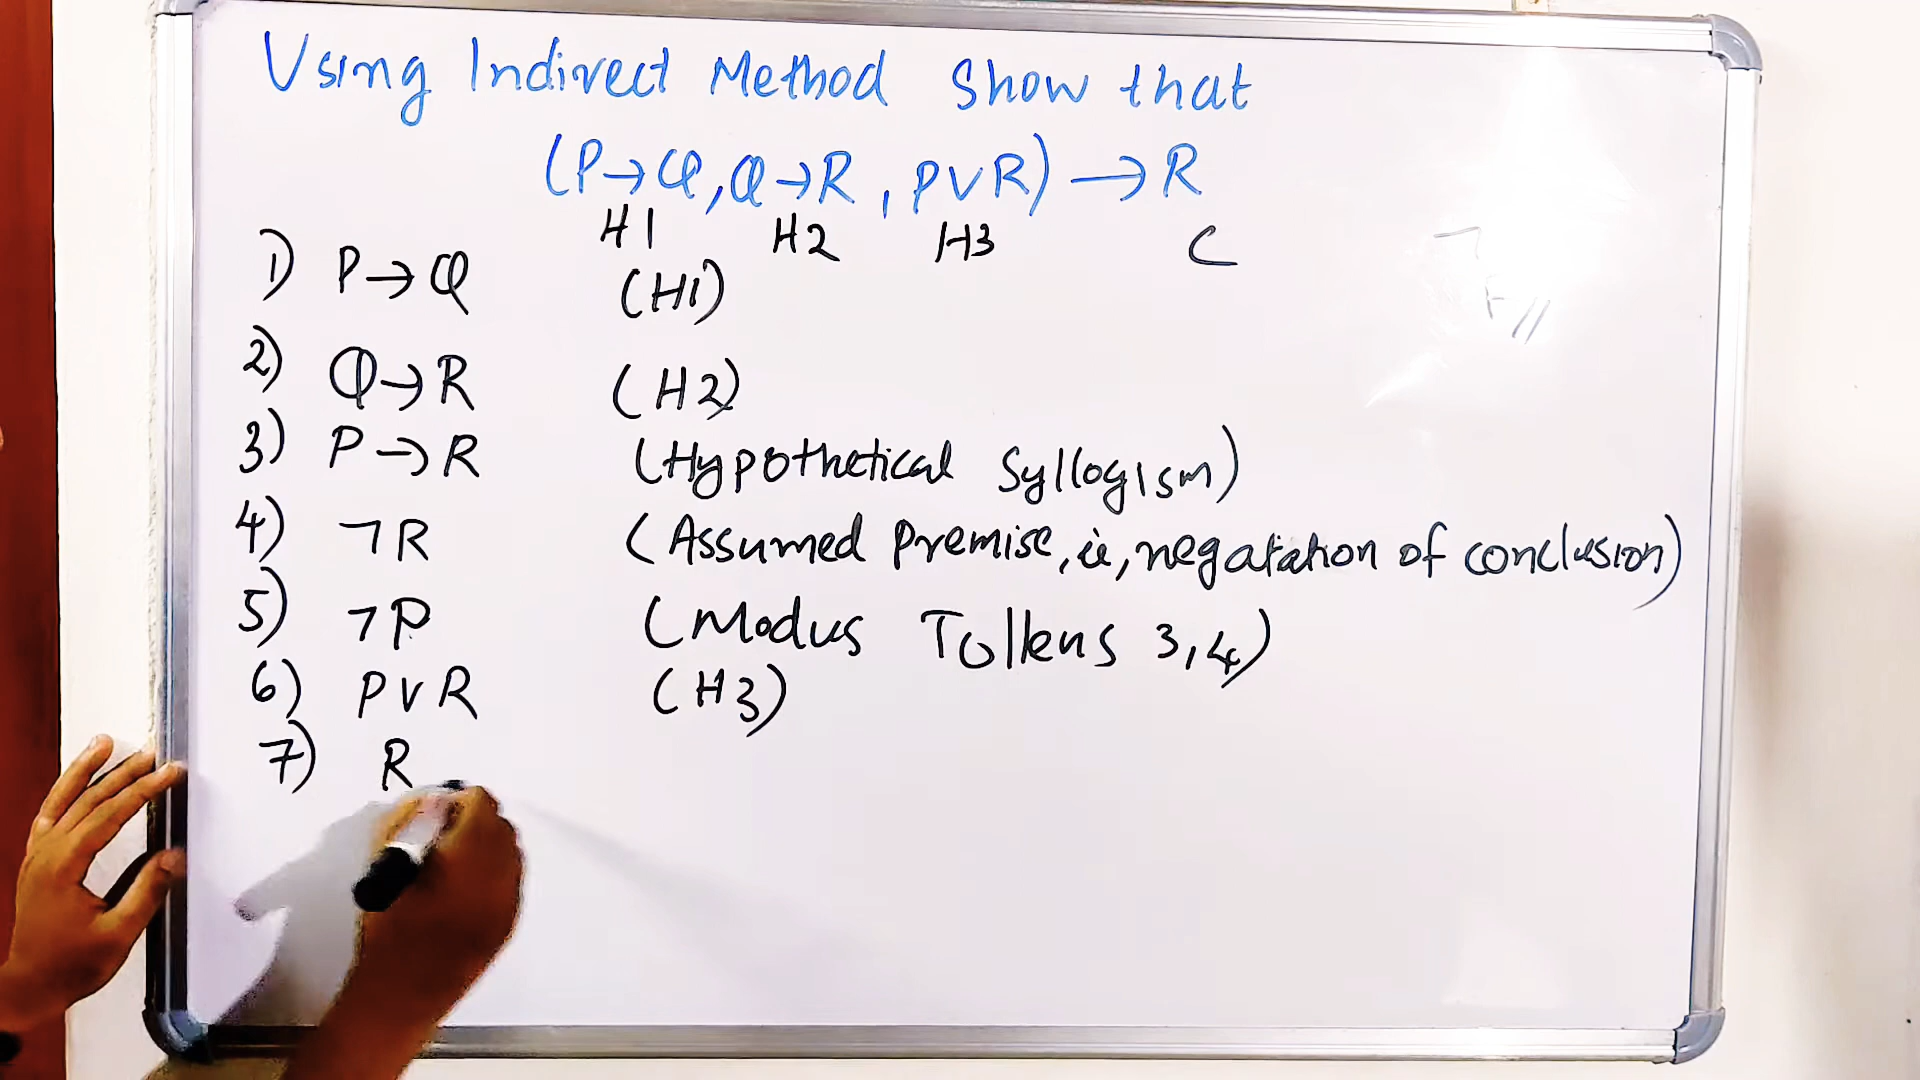 Using Indirect Method Show that
(P→Q, Q→R, PVR) → R
H1 H2 H3 C
1) P→Q (H1)
2) Q→R (H2)
3) P→R (Hypothetical Syllogism)
4) ¬R (Assumed Premise, ie, negatation of conclusion)
5) ¬P (Modus Tollens 3,4)
6) PVR (H3)
7) R